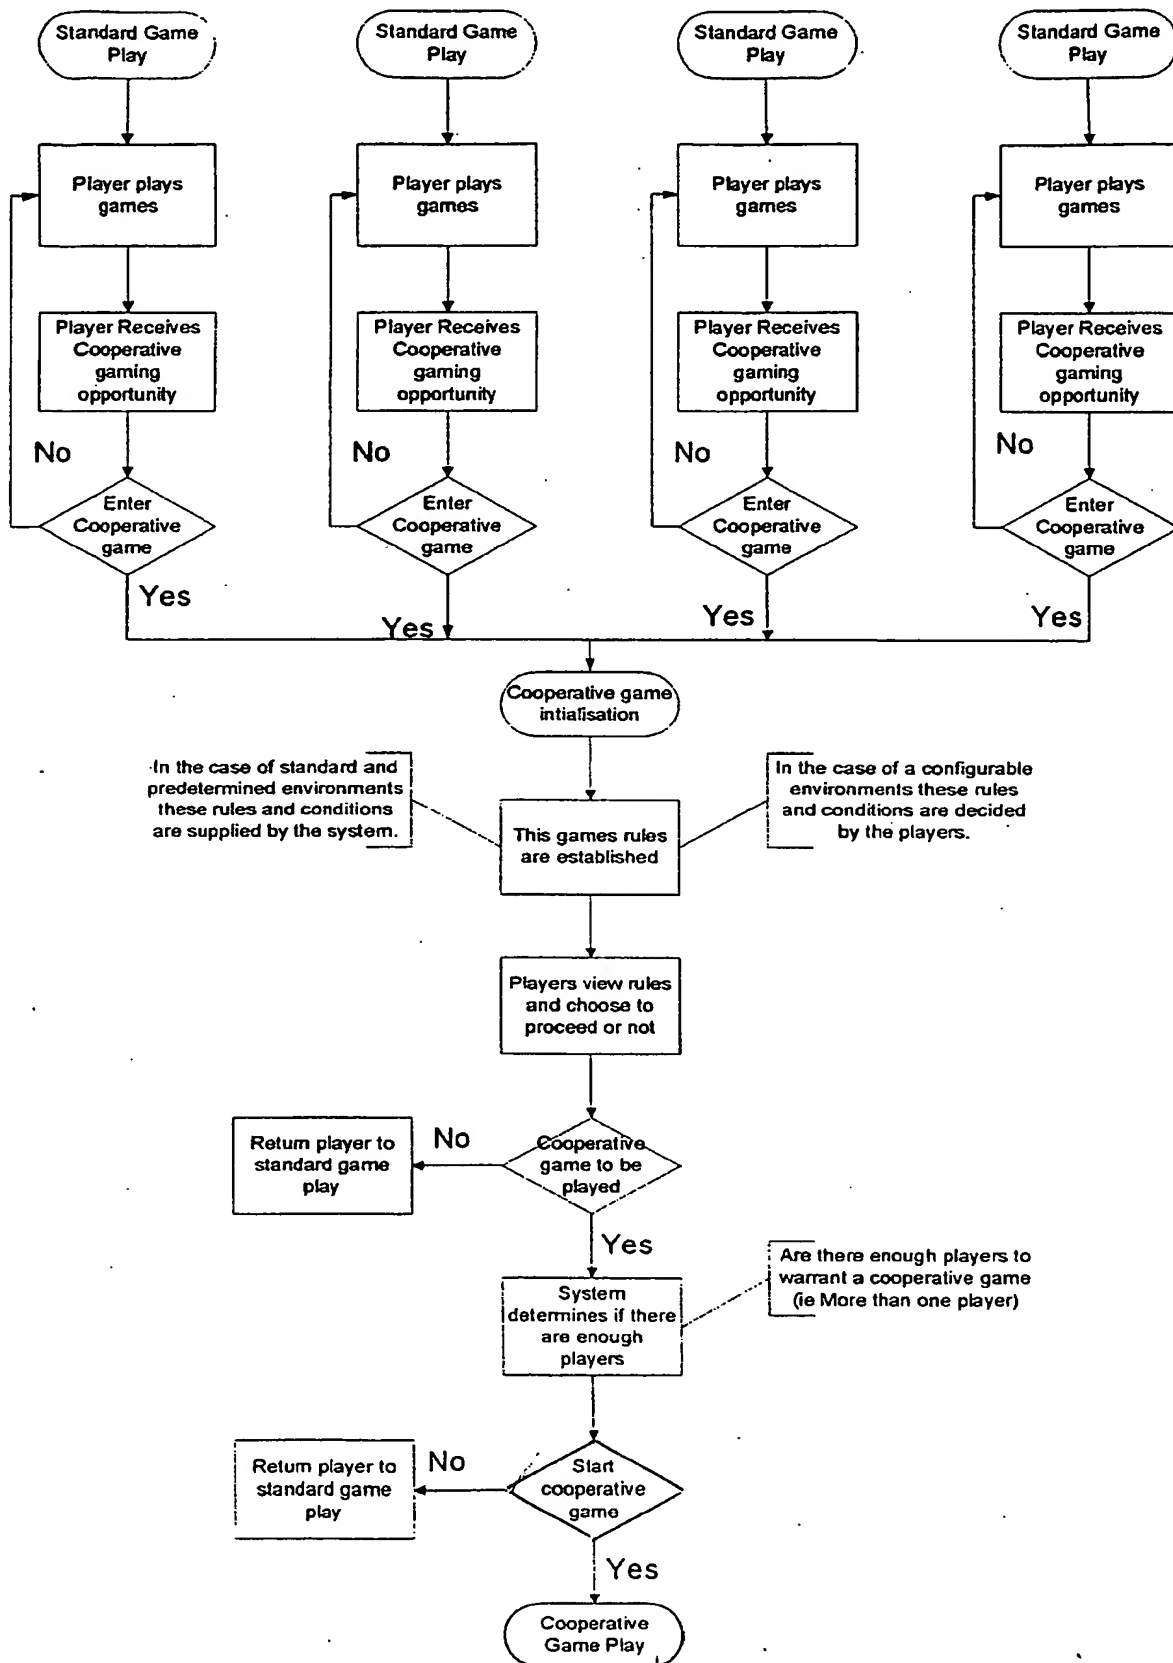 Standard Game
Play
Standard Game
Play
Standard Game
Play
Standard Game
Play
Player plays
games
Player plays
games
Player plays
games
Player plays
games
Player Receives
Cooperative
gaming
opportunity
Player Receives
Cooperative
gaming
opportunity
Player Receives
Cooperative
gaming
opportunity
Player Receives
Cooperative
gaming
opportunity
No
No
No
No
Enter
Cooperative
game
Enter
Cooperative
game
Enter
Cooperative
game
Enter
Cooperative
game
Yes
Yes
Yes
Yes
Cooperative game
intialisation
In the case of standard and
predetermined environments
these rules and conditions
are supplied by the system.
In the case of a configurable
environments these rules
and conditions are decided
by the players.
This games rules
are established
Players view rules
and choose to
proceed or not
Return player to
standard game
play
No
Cooperative
game to be
played
Yes
Are there enough players to
warrant a cooperative game
(ie More than one player)
System
determines if there
are enough
players
Return player to
standard game
play
No
Start
cooperative
game
Yes
Cooperative
Game Play